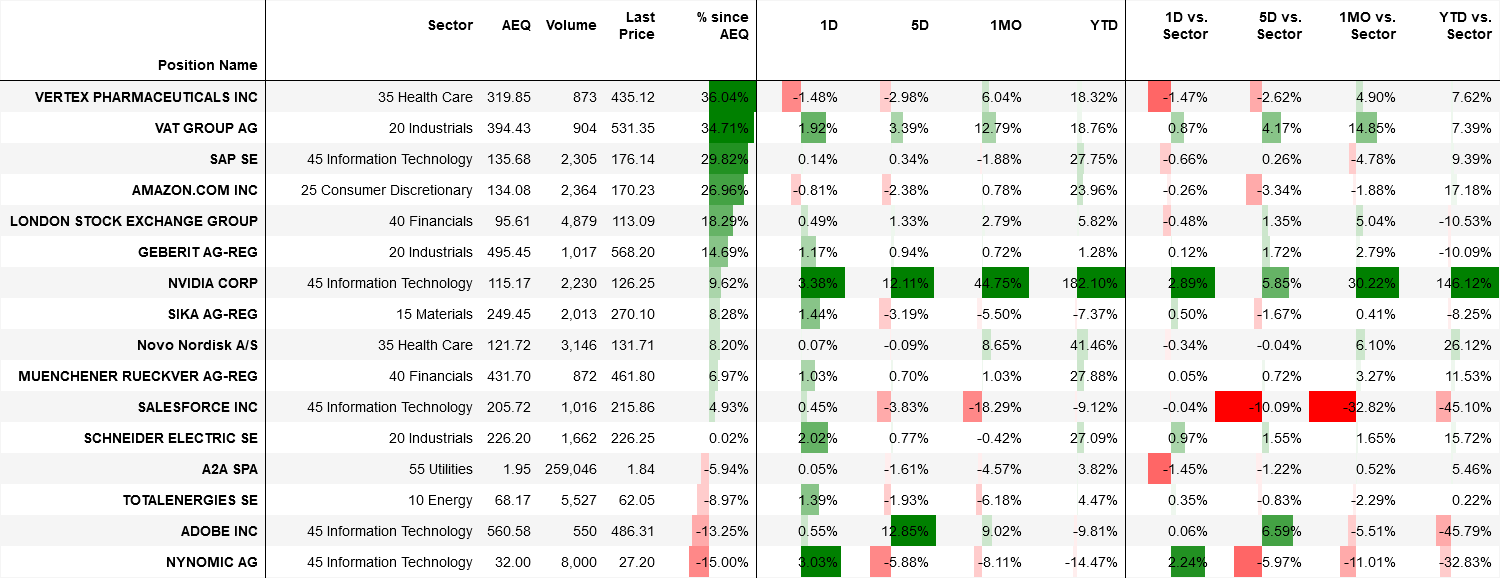 Position Name Sector AEQ Volume Last Price % since AEQ 1D 5D 1MO YTD 1D vs. Sector 5D vs. Sector 1MO vs. Sector YTD vs. Sector
VERTEX PHARMACEUTICALS INC 35 Health Care 319.85 873 435.12 36.04% -1.48% -2.98% 6.04% 18.32% -1.47% -2.62% 4.90% 7.62%
VAT GROUP AG 20 Industrials 394.43 904 531.35 34.71% 1.92% 3.39% 12.79% 18.76% 0.87% 4.17% 14.85% 7.39%
SAP SE 45 Information Technology 135.68 2,305 176.14 29.82% 0.14% 0.34% -1.88% 27.75% -0.66% 0.26% -4.78% 9.39%
AMAZON.COM INC 25 Consumer Discretionary 134.08 2,364 170.23 26.96% -0.81% -2.38% 0.78% 23.96% -0.26% -3.34% -1.88% 17.18%
LONDON STOCK EXCHANGE GROUP 40 Financials 95.61 4,879 113.09 18.29% 0.49% 1.33% 2.79% 5.82% -0.48% 1.35% 5.04% -10.53%
GEBERIT AG-REG 20 Industrials 495.45 1,017 568.20 14.69% 1.17% 0.94% 0.72% 1.28% 0.12% 1.72% 2.79% -10.09%
NVIDIA CORP 45 Information Technology 115.17 2,230 126.25 9.62% 3.38% 12.11% 44.75% 182.10% 2.89% 5.85% 30.22% 146.12%
SIKA AG-REG 15 Materials 249.45 2,013 270.10 8.28% 1.44% -3.19% -5.50% -7.37% 0.50% -1.67% 0.41% -8.25%
Novo Nordisk A/S 35 Health Care 121.72 3,146 131.71 8.20% 0.07% -0.09% 8.65% 41.46% -0.34% -0.04% 6.10% 26.12%
MUENCHENER RUECKVER AG-REG 40 Financials 431.70 872 461.80 6.97% 1.03% 0.70% 1.03% 27.88% 0.05% 0.72% 3.27% 11.53%
SALESFORCE INC 45 Information Technology 205.72 1,016 215.86 4.93% 0.45% -3.83% -18.29% -9.12% -0.04% -10.09% -32.82% -45.10%
SCHNEIDER ELECTRIC SE 20 Industrials 226.20 1,662 226.25 0.02% 2.02% 0.77% -0.42% 27.09% 0.97% 1.55% 1.65% 15.72%
A2A SPA 55 Utilities 1.95 259,046 1.84 -5.94% 0.05% -1.61% -4.57% 3.82% -1.45% -1.22% 0.52% 5.46%
TOTALENERGIES SE 10 Energy 68.17 5,527 62.05 -8.97% 1.39% -1.93% -6.18% 4.47% 0.35% -0.83% -2.29% 0.22%
ADOBE INC 45 Information Technology 560.58 550 486.31 -13.25% 0.55% 12.85% 9.02% -9.81% 0.06% 6.59% -5.51% -45.79%
NYNOMIC AG 45 Information Technology 32.00 8,000 27.20 -15.00% 3.03% -5.88% -8.11% -14.47% 2.24% -5.97% -11.01% -32.83%